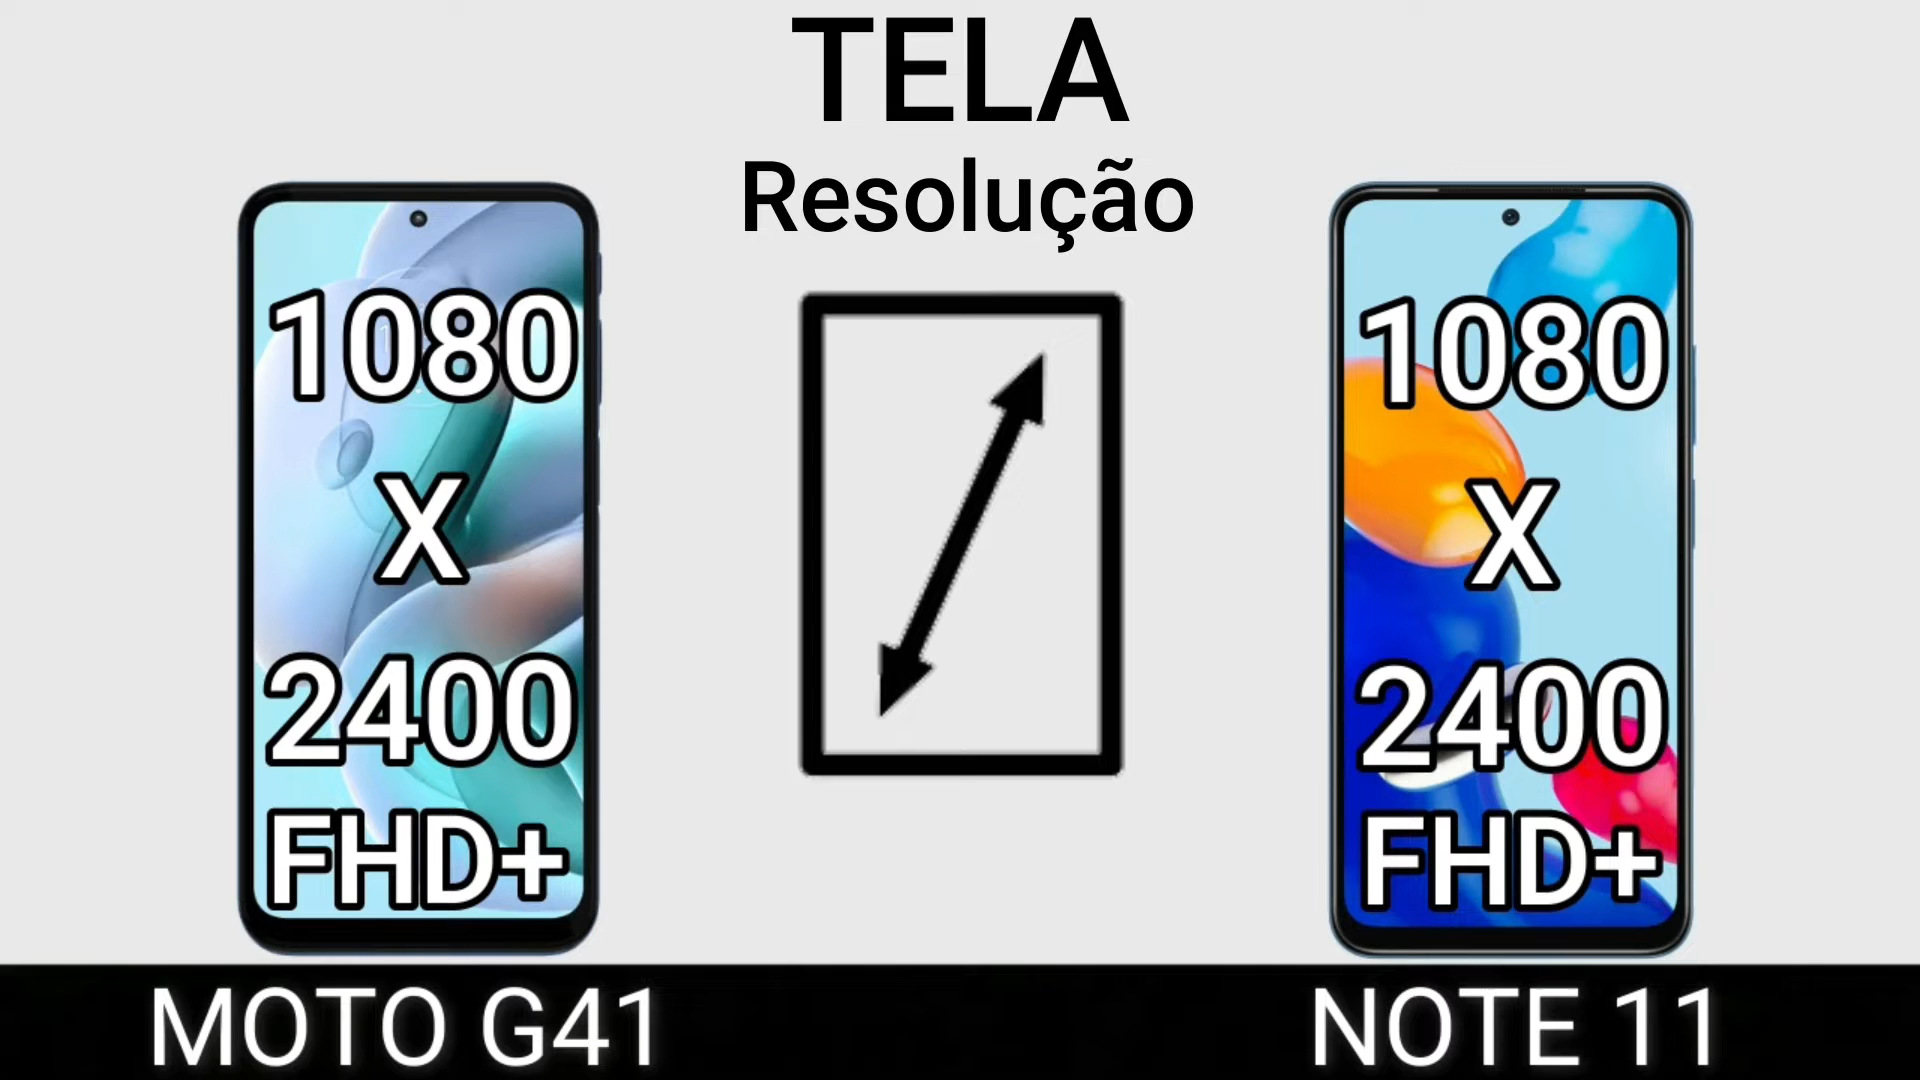 TELA
Resolução
1080
X
2400
FHD+
1080
X
2400
FHD+
MOTO G41
NOTE 11